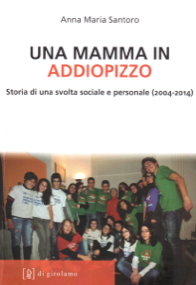 Anna Maria Santoro
UNA MAMMA IN
ADDIOPIZZO
Storia di una svolta sociale e personale (2004-2014)
di girolamo